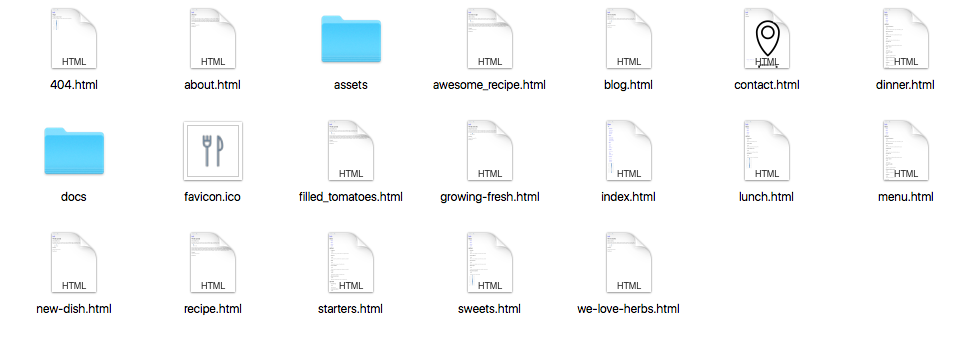 HTML HTML HTML HTML HTML HTML
404.html about.html assets awesome_recipe.html blog.html contact.html dinner.html
HTML HTML HTML HTML HTML
docs favicon.ico filled_tomatoes.html growing-fresh.html index.html lunch.html menu.html
HTML HTML HTML HTML HTML
new-dish.html recipe.html starters.html sweets.html we-love-herbs.html